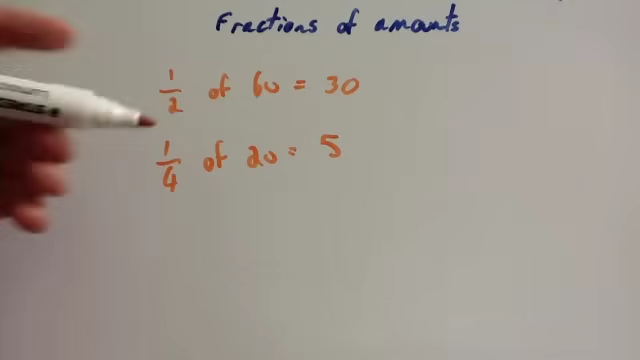 Fractions of amounts
1/2 of 60 = 30
1/4 of 20 = 5